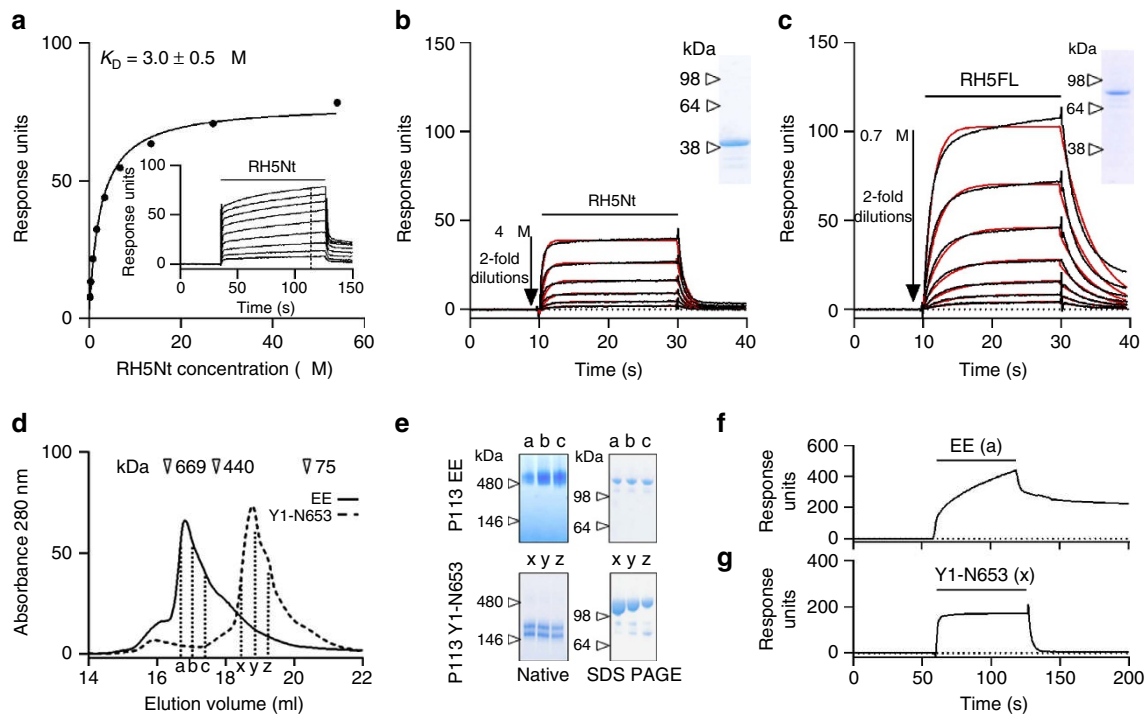 a
K_D = 3.0 ± 0.5 M
Response units
100
50
0
0 20 40 60
RH5Nt concentration ( M)
RH5Nt
Response units
100
50
0
0 50 100 150
Time (s)
b
Response units
150
100
50
0
0 10 20 30 40
Time (s)
kDa
98
64
38
RH5Nt
4 M
2-fold
dilutions
c
Response units
150
100
50
0
0 10 20 30 40
Time (s)
kDa
98
64
38
RH5FL
0.7 M
2-fold
dilutions
d
Absorbance 280 nm
100
50
0
kDa 669 440 75
EE
Y1-N653
a b c x y z
14 16 18 20 22
Elution volume (ml)
e
P113 EE
kDa a b c
480
146
kDa a b c
98
64
P113 Y1-N653
x y z
480
146
x y z
98
64
Native SDS PAGE
f
Response
units
600
400
200
0
EE (a)
0 50 100 150 200
g
Response
units
400
200
0
Y1-N653 (x)
0 50 100 150 200
Time (s)